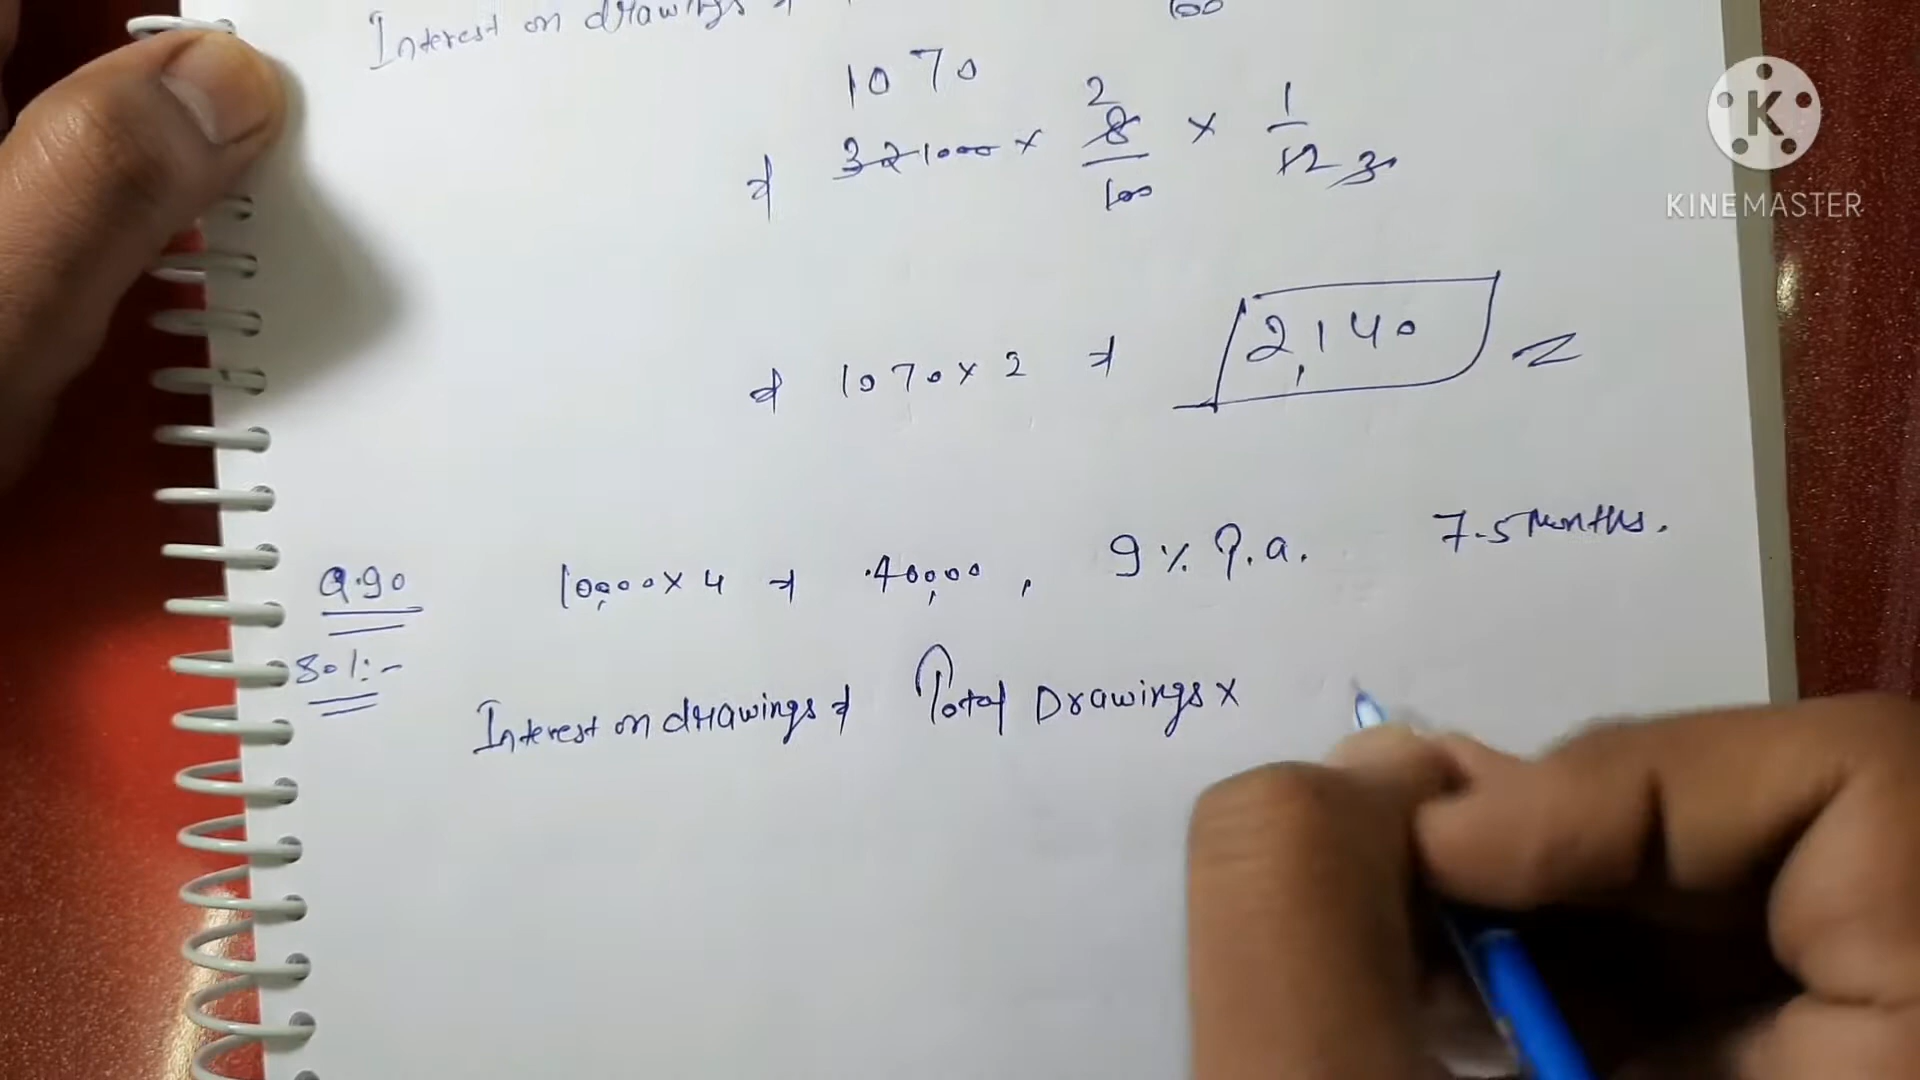 Interest on drawings ⇒
100
1070
2
321000 × 8/100 × 1/12 3
⇒ 1070 × 2 ⇒ 2,140
Q.90 10,000 × 4 ⇒ 40,000, 9% P.a. 7.5 Months.
Sol:-
Interest on drawings ⇒ Total Drawings ×
K
KINEMASTER